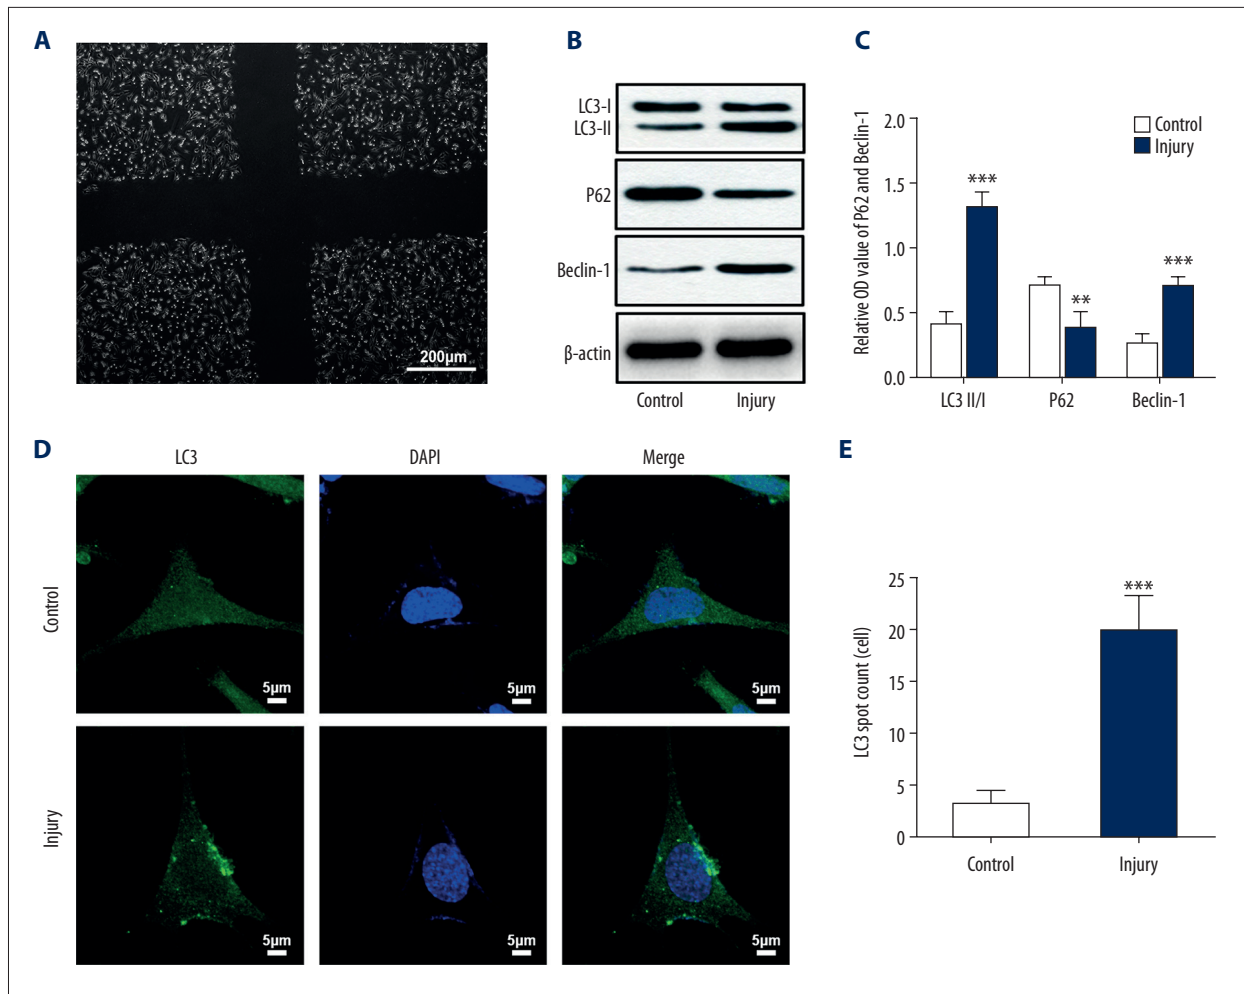 A
200μm
B
LC3-I
LC3-II
P62
Beclin-1
β-actin
Control Injury
C
Relative OD value of P62 and Beclin-1
2.0
1.5
1.0
0.5
0.0
Control
Injury
***
**
***
LC3 II/I P62 Beclin-1
D
LC3 DAPI Merge
Control
5μm 5μm 5μm
Injury
5μm 5μm 5μm
E
LC3 spot count (cell)
25
20
15
10
5
0
***
Control Injury